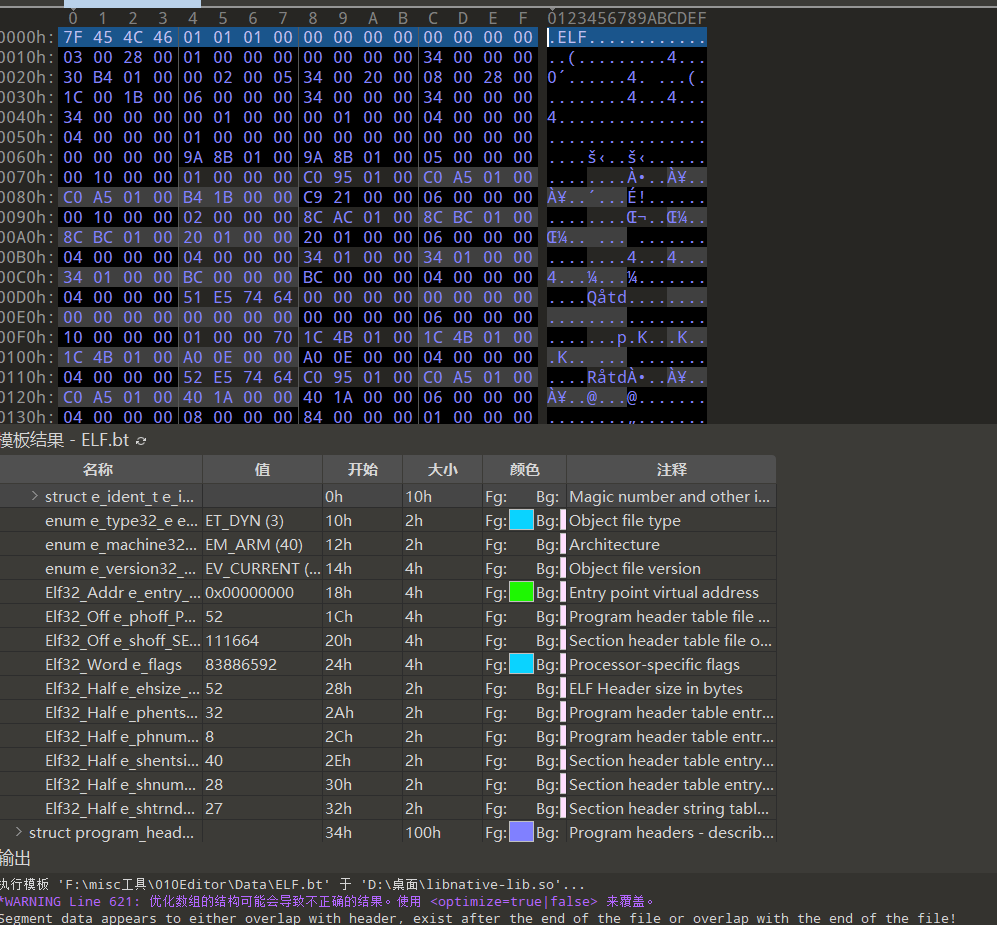 0 1 2 3 4 5 6 7 8 9 A B C D E F 0123456789ABCDEF
0000h: 7F 45 4C 46 01 01 01 00 00 00 00 00 00 00 00 00 .ELF............
0010h: 03 00 28 00 01 00 00 00 00 00 00 00 34 00 00 00 ..(.........4...
0020h: 30 B4 01 00 00 02 00 05 34 00 20 00 08 00 28 00 0´......4. ...(.
0030h: 1C 00 1B 00 06 00 00 00 34 00 00 00 34 00 00 00 ........4...4...
0040h: 34 00 00 00 00 01 00 00 00 01 00 00 04 00 00 00 4...............
0050h: 04 00 00 00 01 00 00 00 00 00 00 00 00 00 00 00 ................
0060h: 00 00 00 00 9A 8B 01 00 9A 8B 01 00 05 00 00 00 ....š‹..š‹......
0070h: 00 10 00 00 01 00 00 00 C0 95 01 00 C0 A5 01 00 ........À•..À¥..
0080h: C0 A5 01 00 B4 1B 00 00 C9 21 00 00 06 00 00 00 À¥..´...É!......
0090h: 00 10 00 00 02 00 00 00 8C AC 01 00 8C BC 01 00 ........Œ¬..Œ¼..
00A0h: 8C BC 01 00 20 01 00 00 20 01 00 00 06 00 00 00 Œ¼.. ... .......
00B0h: 04 00 00 00 04 00 00 00 34 01 00 00 34 01 00 00 ........4...4...
00C0h: 34 01 00 00 BC 00 00 00 BC 00 00 00 04 00 00 00 4...¼...¼.......
00D0h: 04 00 00 00 51 E5 74 64 00 00 00 00 00 00 00 00 ....Qåtd........
00E0h: 00 00 00 00 00 00 00 00 00 00 00 00 06 00 00 00 ................
00F0h: 10 00 00 00 01 00 00 70 1C 4B 01 00 1C 4B 01 00 .......p.K...K..
0100h: 1C 4B 01 00 A0 0E 00 00 A0 0E 00 00 04 00 00 00 .K.. ... .......
0110h: 04 00 00 00 52 E5 74 64 C0 95 01 00 C0 A5 01 00 ....RåtdÀ•..À¥..
0120h: C0 A5 01 00 40 1A 00 00 40 1A 00 00 06 00 00 00 À¥..@...@.......
0130h: 04 00 00 00 08 00 00 00 84 00 00 00 01 00 00 00 ........„.......
模板结果 - ELF.bt
名称 值 开始 大小 颜色 注释
struct e_ident_t e_i... 0h 10h Fg: Bg: Magic number and other i...
enum e_type32_e e... ET_DYN (3) 10h 2h Fg: Bg: Object file type
enum e_machine32... EM_ARM (40) 12h 2h Fg: Bg: Architecture
enum e_version32_... EV_CURRENT (... 14h 4h Fg: Bg: Object file version
Elf32_Addr e_entry_... 0x00000000 18h 4h Fg: Bg: Entry point virtual address
Elf32_Off e_phoff_P... 52 1Ch 4h Fg: Bg: Program header table file ...
Elf32_Off e_shoff_SE... 111664 20h 4h Fg: Bg: Section header table file o...
Elf32_Word e_flags 83886592 24h 4h Fg: Bg: Processor-specific flags
Elf32_Half e_ehsize_... 52 28h 2h Fg: Bg: ELF Header size in bytes
Elf32_Half e_phents... 32 2Ah 2h Fg: Bg: Program header table entr...
Elf32_Half e_phnum... 8 2Ch 2h Fg: Bg: Program header table entr...
Elf32_Half e_shentsi... 40 2Eh 2h Fg: Bg: Section header table entry...
Elf32_Half e_shnum... 28 30h 2h Fg: Bg: Section header table entry...
Elf32_Half e_shtrnd... 27 32h 2h Fg: Bg: Section header string tabl...
struct program_head... 34h 100h Fg: Bg: Program headers - describ...
输出
执行模板 'F:\misc工具\010Editor\Data\ELF.bt' 于 'D:\桌面\libnative-lib.so'...
*WARNING Line 621: 优化数组的结构可能会导致不正确的结果。使用 <optimize=true|false> 来覆盖。
Segment data appears to either overlap with header, exist after the end of the file or overlap with the end of the file!